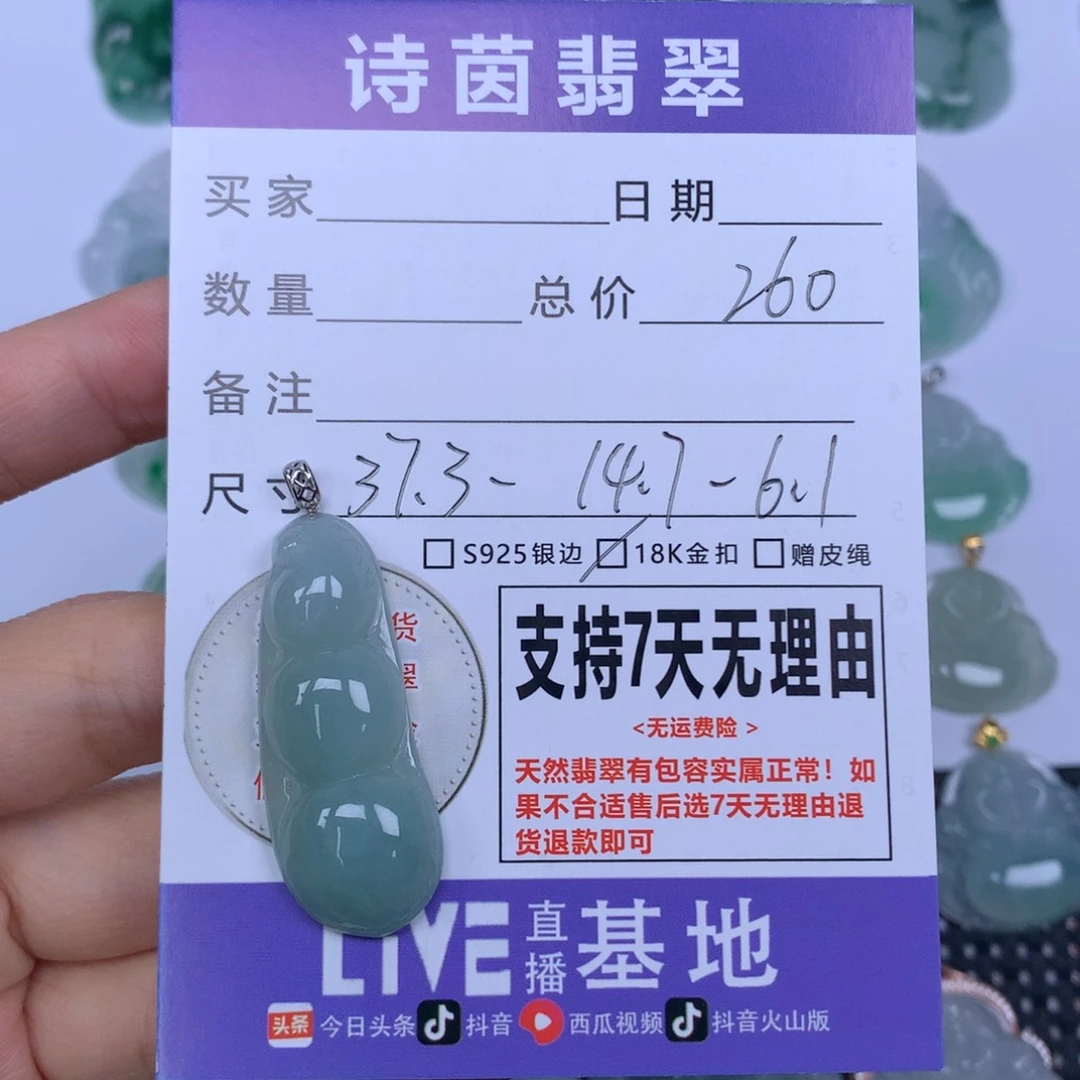 诗茵翡翠
买家 日期
数量 总价 260
备注
尺寸 37.3- 14.7-6.1
S925银边 18K金扣 赠皮绳
货
翠
支持7天无理由
<无运费险>
天然翡翠有包容实属正常！如
果不合适售后选7天无理由退
货退款即可
LIVE 直播 基地
头条 今日头条 抖音 西瓜视频 抖音火山版